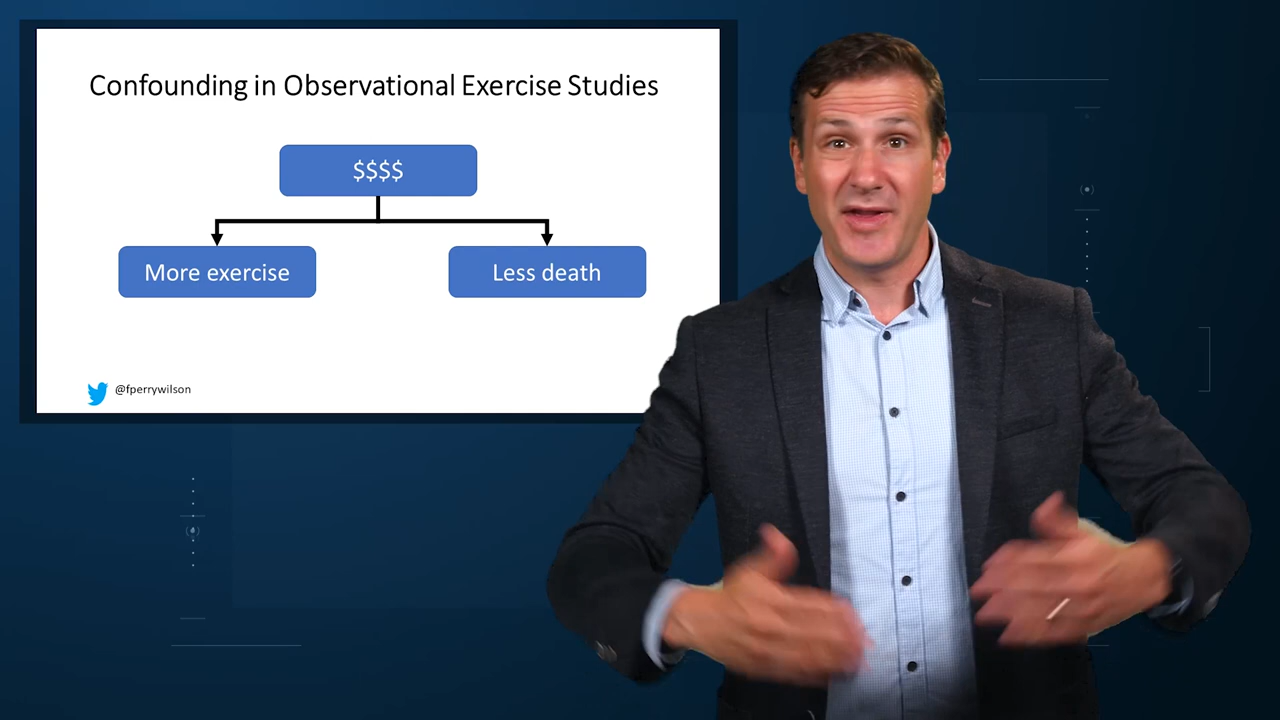 Confounding in Observational Exercise Studies
$$$$
More exercise
Less death
@fperrywilson